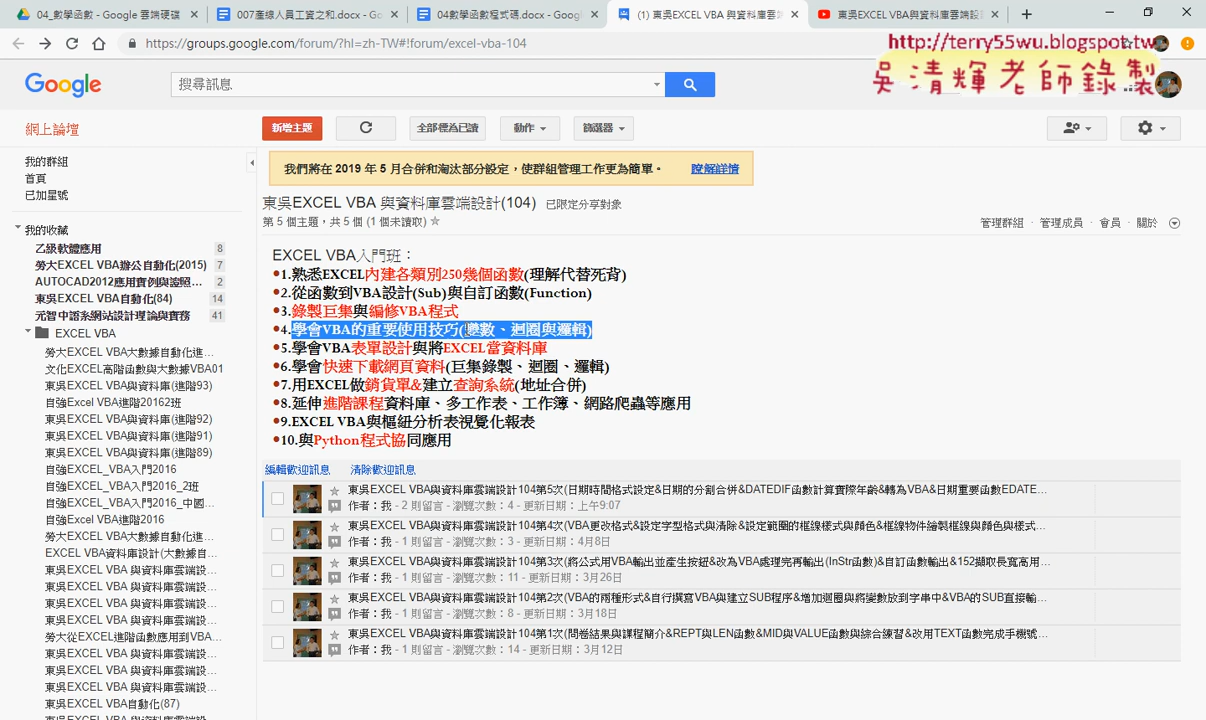 04_數學函數 - Google 雲端硬碟
007產線人員工資之和.docx - Go
04數學函數程式碼.docx - Googl
(1) 東吳EXCEL VBA 與資料庫雲端
東吳EXCEL VBA與資料庫雲端設
https://groups.google.com/forum/?hl=zh-TW#!forum/excel-vba-104
http://terry55wu.blogspot.tw
吳清輝老師錄製
Google
搜尋訊息
網上論壇
新增主題
全部標為已讀
動作
篩選器
我的群組
首頁
已加星號
我們將在 2019 年 5 月合併和淘汰部分設定，使群組管理工作更為簡單。 瞭解詳情
東吳EXCEL VBA 與資料庫雲端設計(104) 已限定分享對象
第 5 個主題，共 5 個 (1 個未讀取)
管理群組 · 管理成員 · 會員 · 關於
我的收藏
乙級軟體應用 8
勞大EXCEL VBA辦公自動化(2015) 7
AUTOCAD2012應用實例與證照... 2
東吳EXCEL VBA自動化(84) 14
元智中諮系網站設計理論與實務 41
EXCEL VBA
勞大EXCEL VBA大數據自動化進...
文化EXCEL高階函數與大數據VBA01
東吳EXCEL VBA與資料庫(進階93)
自強Excel VBA進階20162班
東吳EXCEL VBA與資料庫(進階92)
東吳EXCEL VBA與資料庫(進階91)
東吳EXCEL VBA與資料庫(進階89)
自強EXCEL_VBA入門2016
自強EXCEL_VBA入門2016_2班
自強EXCEL_VBA入門2016_中國...
自強Excel VBA進階2016
勞大EXCEL VBA大數據自動化進...
EXCEL VBA資料庫設計(大數據自...
東吳EXCEL VBA 與資料庫雲端設...
東吳EXCEL VBA 與資料庫雲端設...
東吳EXCEL VBA 與資料庫雲端設...
東吳EXCEL VBA 與資料庫雲端設...
勞大從EXCEL進階函數應用到VBA...
東吳EXCEL VBA 與資料庫雲端設...
東吳EXCEL VBA 與資料庫雲端設...
東吳EXCEL VBA 與資料庫雲端設...
東吳EXCEL VBA自動化(87)
東吳EXCEL VBA 與資料庫雲端設...
EXCEL VBA入門班：
●1.熟悉EXCEL內建各類別250幾個函數(理解代替死背)
●2.從函數到VBA設計(Sub)與自訂函數(Function)
●3.錄製巨集與編修VBA程式
●4.學會VBA的重要使用技巧(變數、迴圈與邏輯)
●5.學會VBA表單設計與將EXCEL當資料庫
●6.學會快速下載網頁資料(巨集錄製、迴圈、邏輯)
●7.用EXCEL做銷貨單&建立查詢系統(地址合併)
●8.延伸進階課程資料庫、多工作表、工作簿、網路爬蟲等應用
●9.EXCEL VBA與樞紐分析表視覺化報表
●10.與Python程式協同應用
編輯歡迎訊息 清除歡迎訊息
東吳EXCEL VBA與資料庫雲端設計104第5次(日期時間格式設定&日期的分割合併&DATEDIF函數計算實際年齡&轉為VBA&日期重要函數EDATE...
作者：我 - 2 則留言 - 瀏覽次數：4 - 更新日期：上午9:07
東吳EXCEL VBA與資料庫雲端設計104第4次(VBA更改格式&設定字型格式與清除&設定範圍的框線樣式與顏色&框線物件繪製框線與顏色與樣式...
作者：我 - 1 則留言 - 瀏覽次數：3 - 更新日期：4月8日
東吳EXCEL VBA與資料庫雲端設計104第3次(將公式用VBA輸出並產生按鈕&改為VBA處理完再輸出(InStr函數)&自訂函數輸出&152擷取長寬高用...
作者：我 - 1 則留言 - 瀏覽次數：11 - 更新日期：3月26日
東吳EXCEL VBA與資料庫雲端設計104第2次(VBA的兩種形式&自行撰寫VBA與建立SUB程序&增加迴圈與將變數放到字串中&VBA的SUB直接輸...
作者：我 - 1 則留言 - 瀏覽次數：8 - 更新日期：3月18日
東吳EXCEL VBA與資料庫雲端設計104第1次(問卷結果與課程簡介&REPT與LEN函數&MID與VALUE函數與綜合練習&改用TEXT函數完成手機號...
作者：我 - 1 則留言 - 瀏覽次數：14 - 更新日期：3月12日